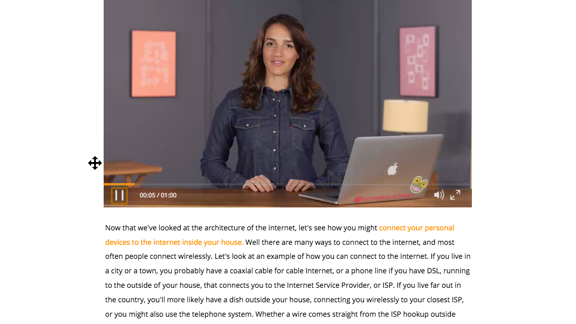 00:05 / 01:00
Now that we've looked at the architecture of the internet, let's see how you might connect your personal
devices to the internet inside your house. Well there are many ways to connect to the internet, and most
often people connect wirelessly. Let's look at an example of how you can connect to the internet. If you live
in a city or a town, you probably have a coaxial cable for cable Internet, or a phone line if you have DSL, running
to the outside of your house, that connects you to the Internet Service Provider, or ISP. If you live far out in
the country, you'll more likely have a dish outside your house, connecting you wirelessly to your closest ISP,
or you might also use the telephone system. Whether a wire comes straight from the ISP hookup outside